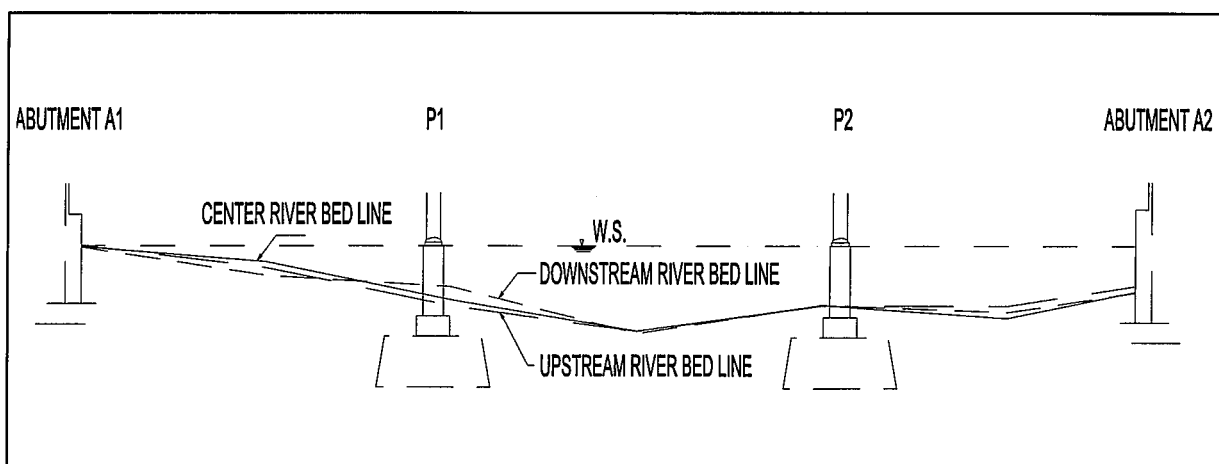 ABUTMENT A1
P1
P2
ABUTMENT A2
CENTER RIVER BED LINE
W.S.
DOWNSTREAM RIVER BED LINE
UPSTREAM RIVER BED LINE